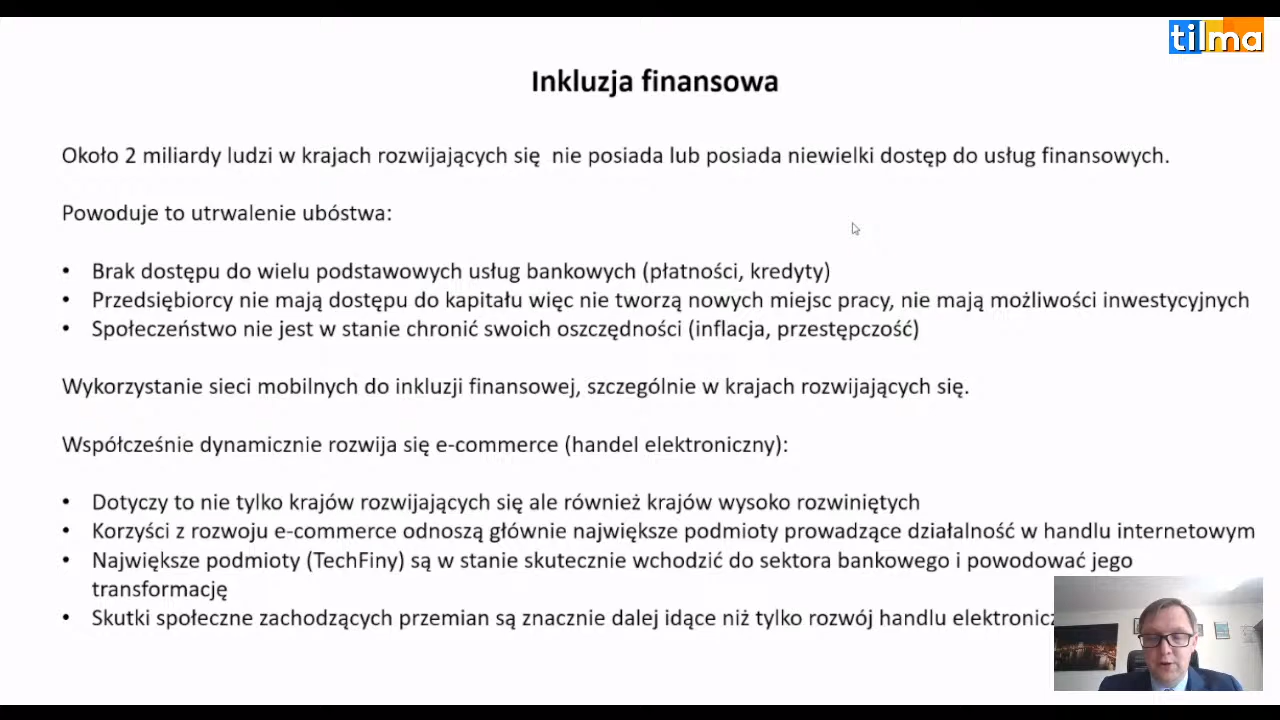 tilma
Inkluzja finansowa
Około 2 miliardy ludzi w krajach rozwijających się nie posiada lub posiada niewielki dostęp do usług finansowych.
Powoduje to utrwalenie ubóstwa:
• Brak dostępu do wielu podstawowych usług bankowych (płatności, kredyty)
• Przedsiębiorcy nie mają dostępu do kapitału więc nie tworzą nowych miejsc pracy, nie mają możliwości inwestycyjnych
• Społeczeństwo nie jest w stanie chronić swoich oszczędności (inflacja, przestępczość)
Wykorzystanie sieci mobilnych do inkluzji finansowej, szczególnie w krajach rozwijających się.
Współcześnie dynamicznie rozwija się e-commerce (handel elektroniczny):
• Dotyczy to nie tylko krajów rozwijających się ale również krajów wysoko rozwiniętych
• Korzyści z rozwoju e-commerce odnoszą głównie największe podmioty prowadzące działalność w handlu internetowym
• Największe podmioty (TechFiny) są w stanie skutecznie wchodzić do sektora bankowego i powodować jego
transformację
• Skutki społeczne zachodzących przemian są znacznie dalej idące niż tylko rozwój handlu